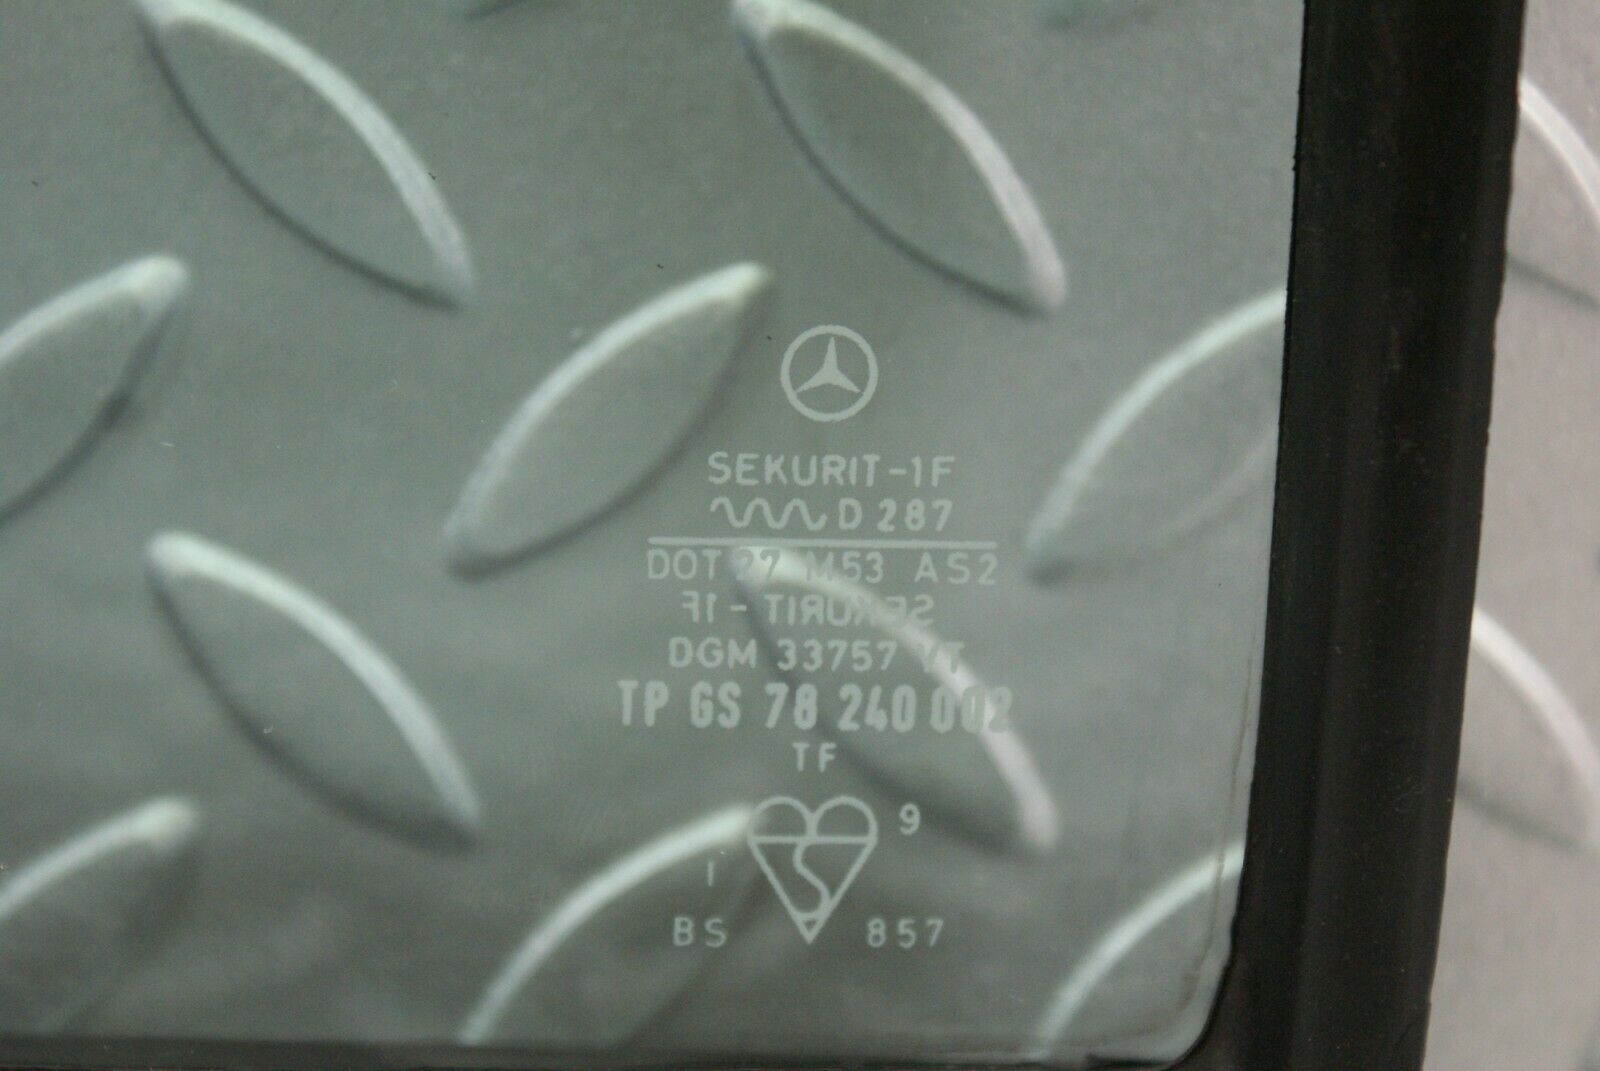 SEKURIT-1F
D 287
DOT 27 M53 AS2
SEKURIT - 1F
DGM 33757 VT
TP GS 78 240 002
TF
9
1
BS 857